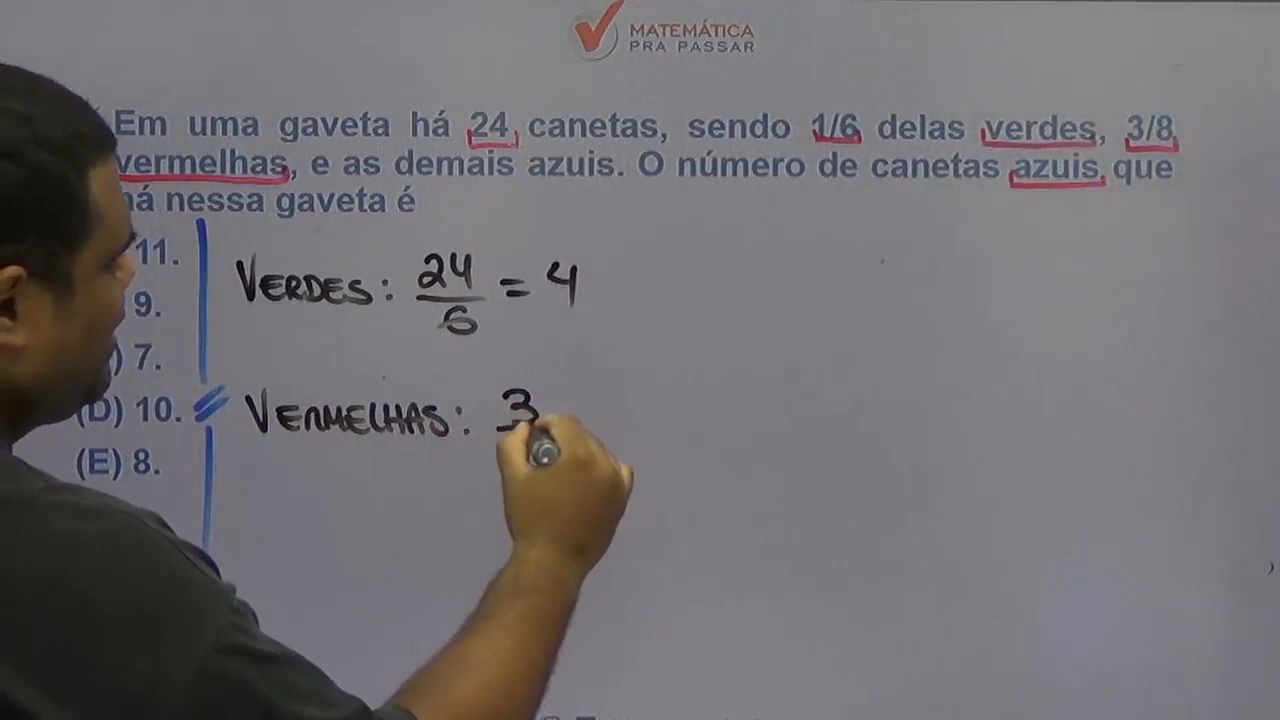 MATEMÁTICA
PRA PASSAR
Em uma gaveta há 24 canetas, sendo 1/6 delas verdes, 3/8
vermelhas, e as demais azuis. O número de canetas azuis que
há nessa gaveta é
11.
9.
) 7.
(D) 10.
(E) 8.
VERDES: 24/6 = 4
VERMELHAS: 3